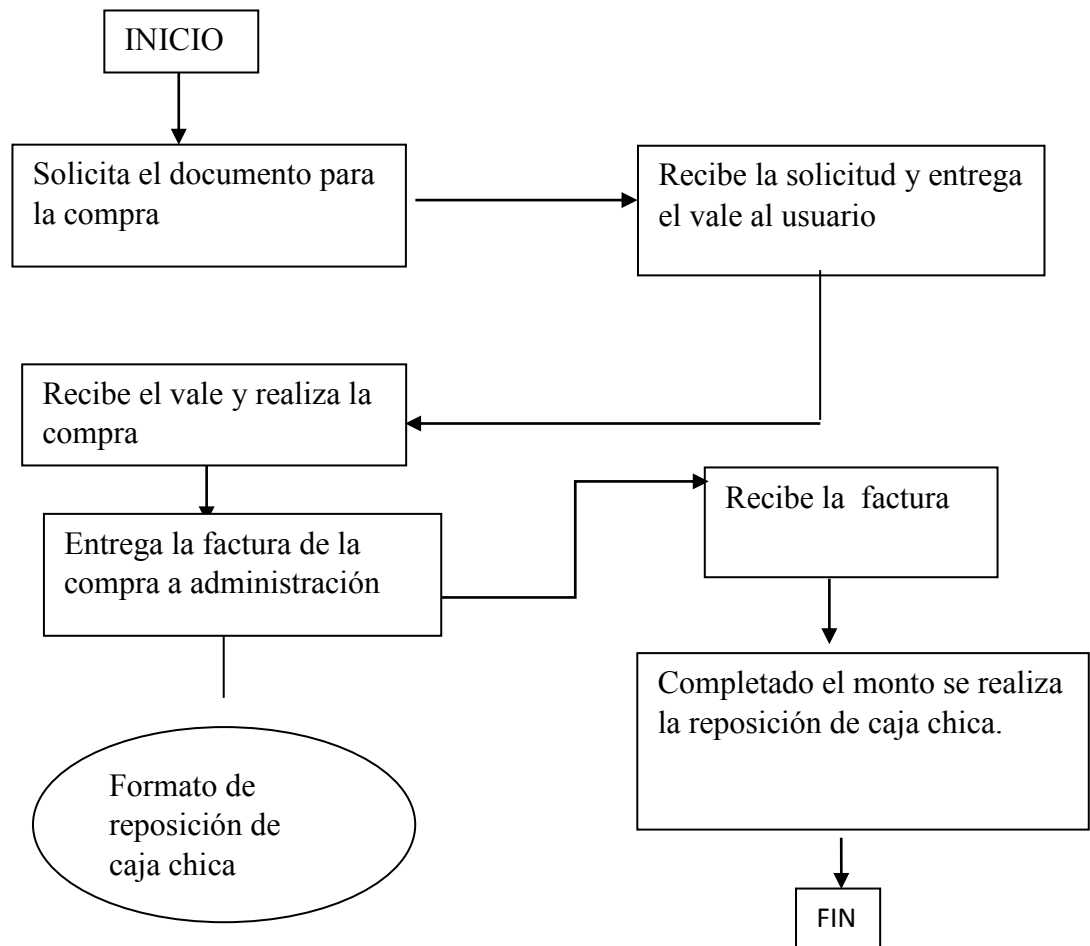 INICIO
Solicita el documento para
la compra
Recibe la solicitud y entrega
el vale al usuario
Recibe el vale y realiza la
compra
Entrega la factura de la
compra a administración
Recibe la factura
Completado el monto se realiza
la reposición de caja chica.
Formato de
reposición de
caja chica
FIN